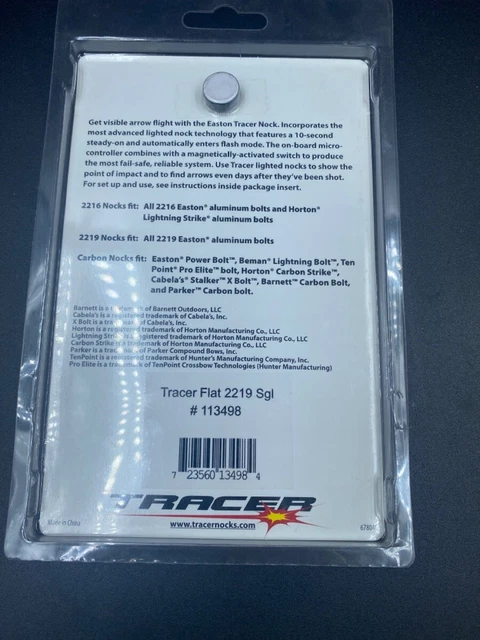 Get visible arrow flight with the Easton Tracer Nock. Incorporates the
most advanced lighted nock technology that features a 10-second
steady-on and automatically enters flash mode. The on-board micro-
controller combines with a magnetically-activated switch to produce
the most fail-safe, reliable system. Use Tracer lighted nocks to show the
point of impact and to find arrows even days after they've been shot.
For set up and use, see instructions inside package insert.
2216 Nocks fit: All 2216 Easton® aluminum bolts and Horton®
Lightning Strike® aluminum bolts
2219 Nocks fit: All 2219 Easton® aluminum bolts
Carbon Nocks fit: Easton® Power Bolt™, Beman® Lightning Bolt™, Ten
Point® Pro Elite™ bolt, Horton® Carbon Strike™,
Cabela's® Stalker™ X Bolt™, Barnett™ Carbon Bolt,
and Parker™ Carbon bolt.
Barnett is a trademark of Barnett Outdoors, LLC
Cabela's is a registered trademark of Cabela's, Inc.
X Bolt is a trademark of Cabela's, Inc.
Horton is a registered trademark of Horton Manufacturing Co., LLC
Lightning Strike is a registered trademark of Horton Manufacturing Co., LLC
Carbon Strike is a trademark of Horton Manufacturing Co., LLC
Parker is a trademark of Parker Compound Bows, Inc.
TenPoint is a registered trademark of Hunter's Manufacturing Company, Inc.
Pro Elite is a trademark of TenPoint Crossbow Technologies (Hunter Manufacturing)
Tracer Flat 2219 Sgl
# 113498
7 23560 13498 4
TRACER
www.tracernocks.com
Made in China